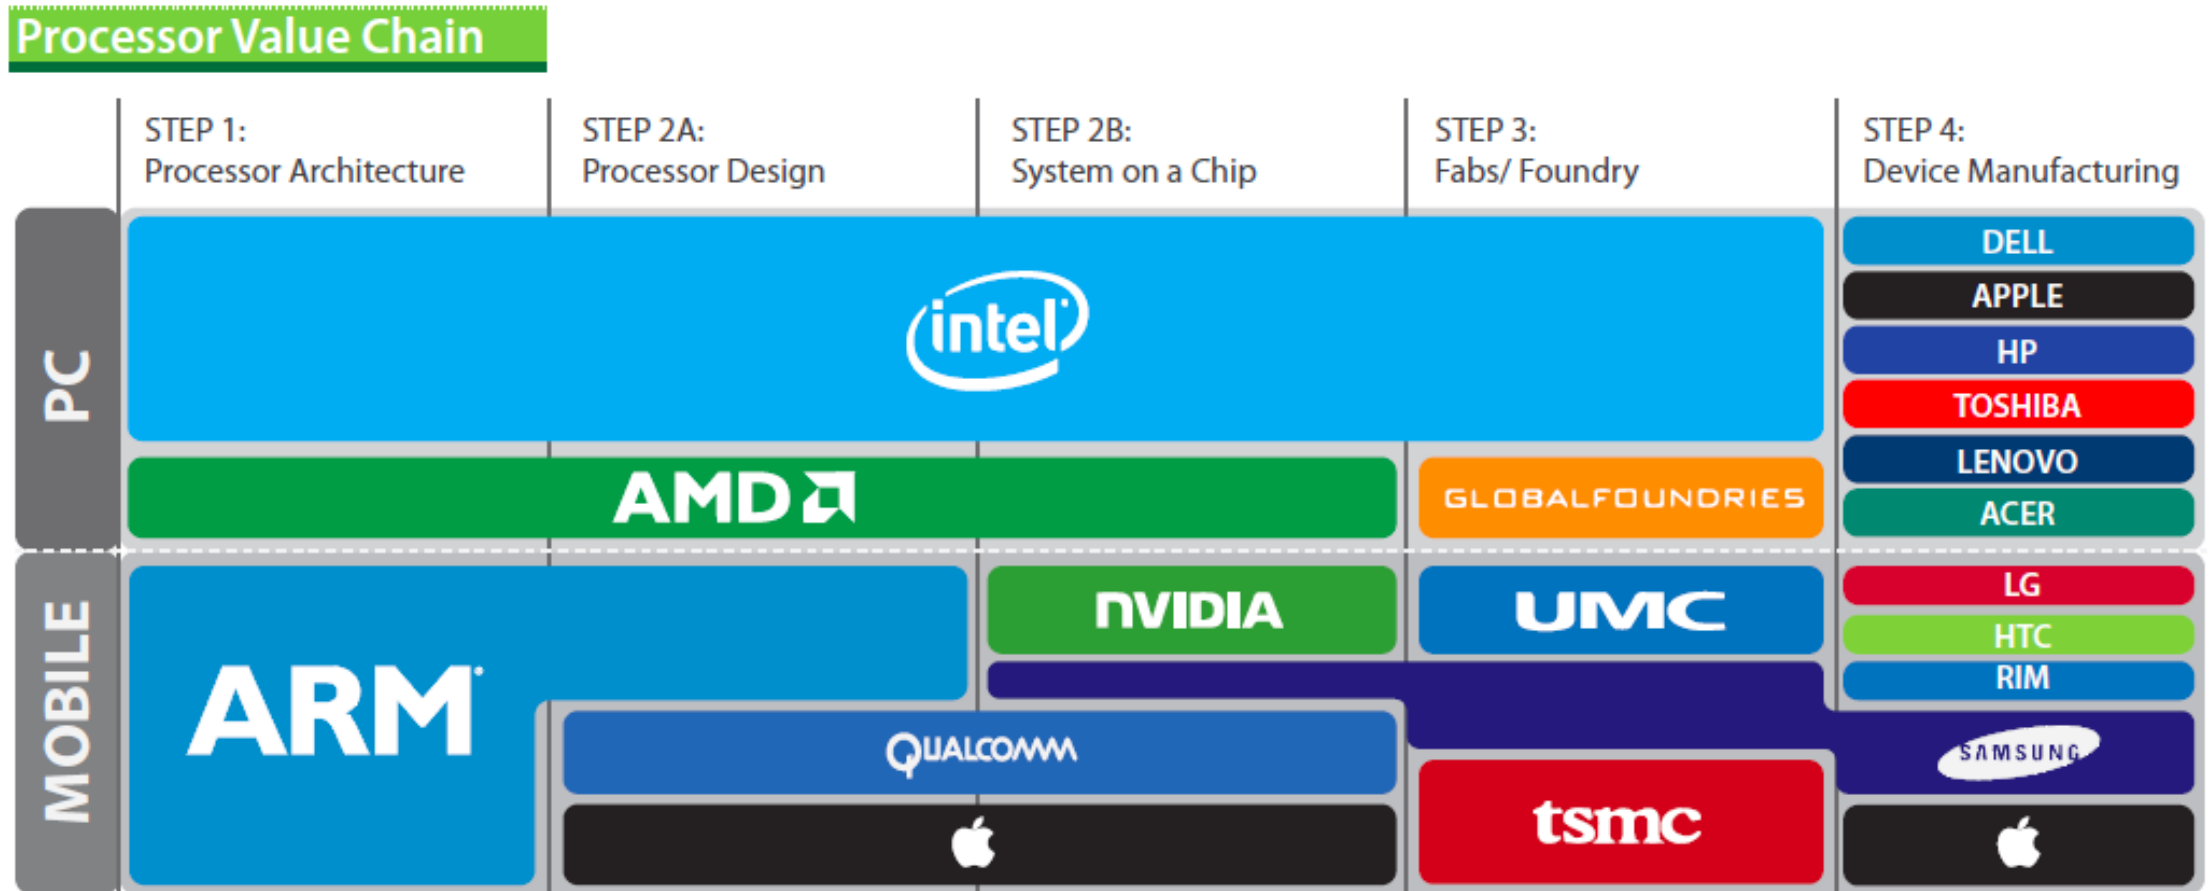 Processor Value Chain
STEP 1:
Processor Architecture
STEP 2A:
Processor Design
STEP 2B:
System on a Chip
STEP 3:
Fabs/ Foundry
STEP 4:
Device Manufacturing
PC
intel
AMD
GLOBALFOUNDRIES
DELL
APPLE
HP
TOSHIBA
LENOVO
ACER
MOBILE
ARM
nVIDIA
UMC
QUALCOMM
tsmc
LG
HTC
RIM
SAMSUNG